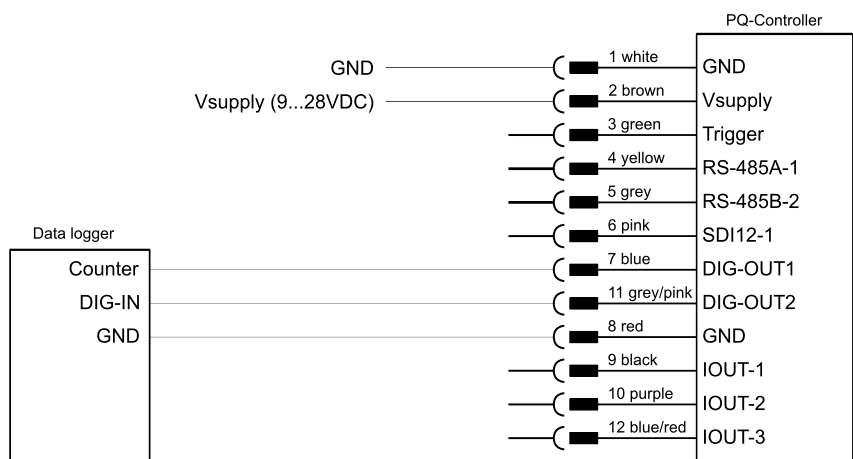 PQ-Controller
GND 1 white GND
Vsupply (9...28VDC) 2 brown Vsupply
3 green Trigger
4 yellow RS-485A-1
5 grey RS-485B-2
6 pink SDI12-1
Data logger
Counter 7 blue DIG-OUT1
DIG-IN 11 grey/pink DIG-OUT2
GND 8 red GND
9 black IOUT-1
10 purple IOUT-2
12 blue/red IOUT-3